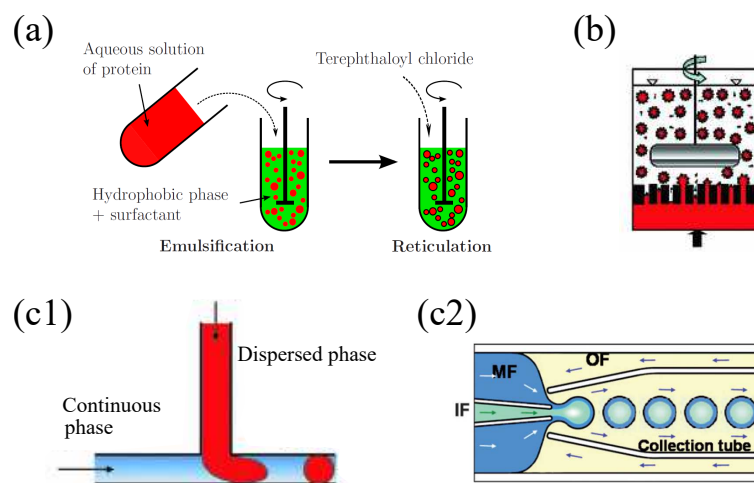 (a)
Aqueous solution
of protein
Terephthaloyl chloride
Hydrophobic phase
+ surfactant
Emulsification
Reticulation
(b)
(c1)
Dispersed phase
Continuous
phase
(c2)
MF
OF
IF
Collection tube